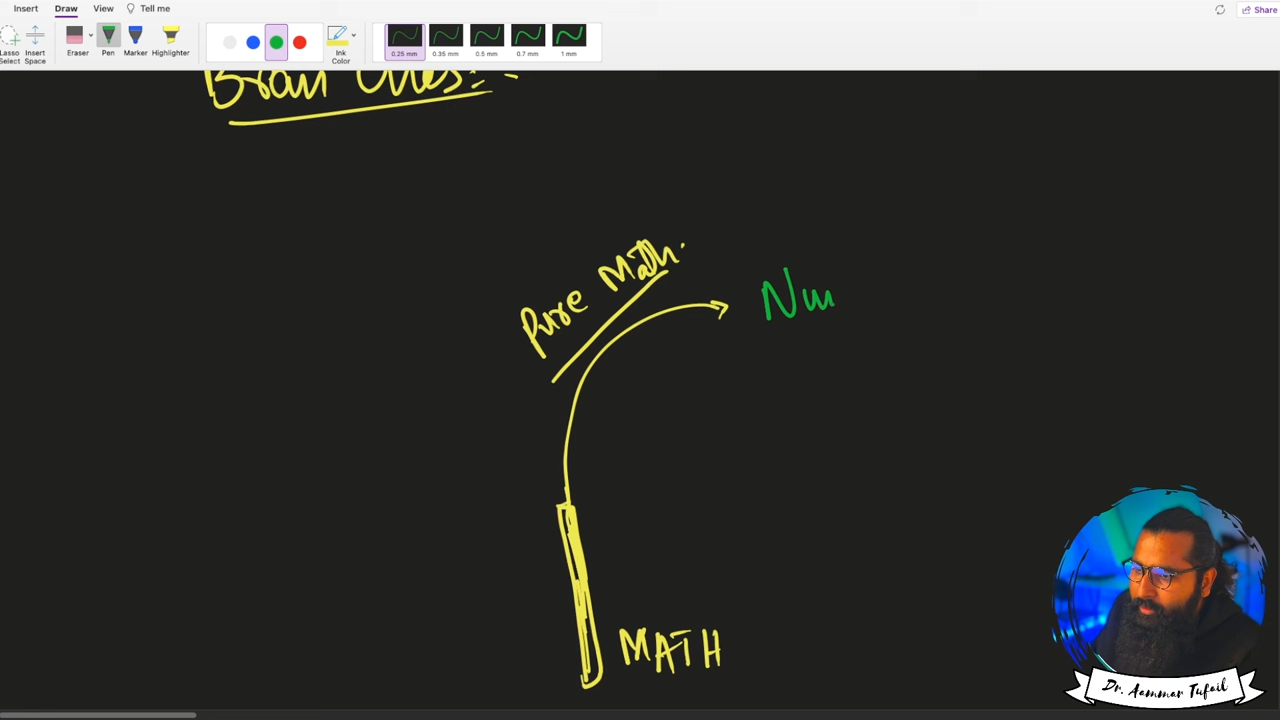 Insert Draw View Tell me
Share
Lasso Select
Insert Space
Eraser
Pen
Marker
Highlighter
Ink Color
0.25 mm
0.35 mm
0.5 mm
0.7 mm
1 mm
Pure Math.
Num
MATH
Dr. Aammar Tufail